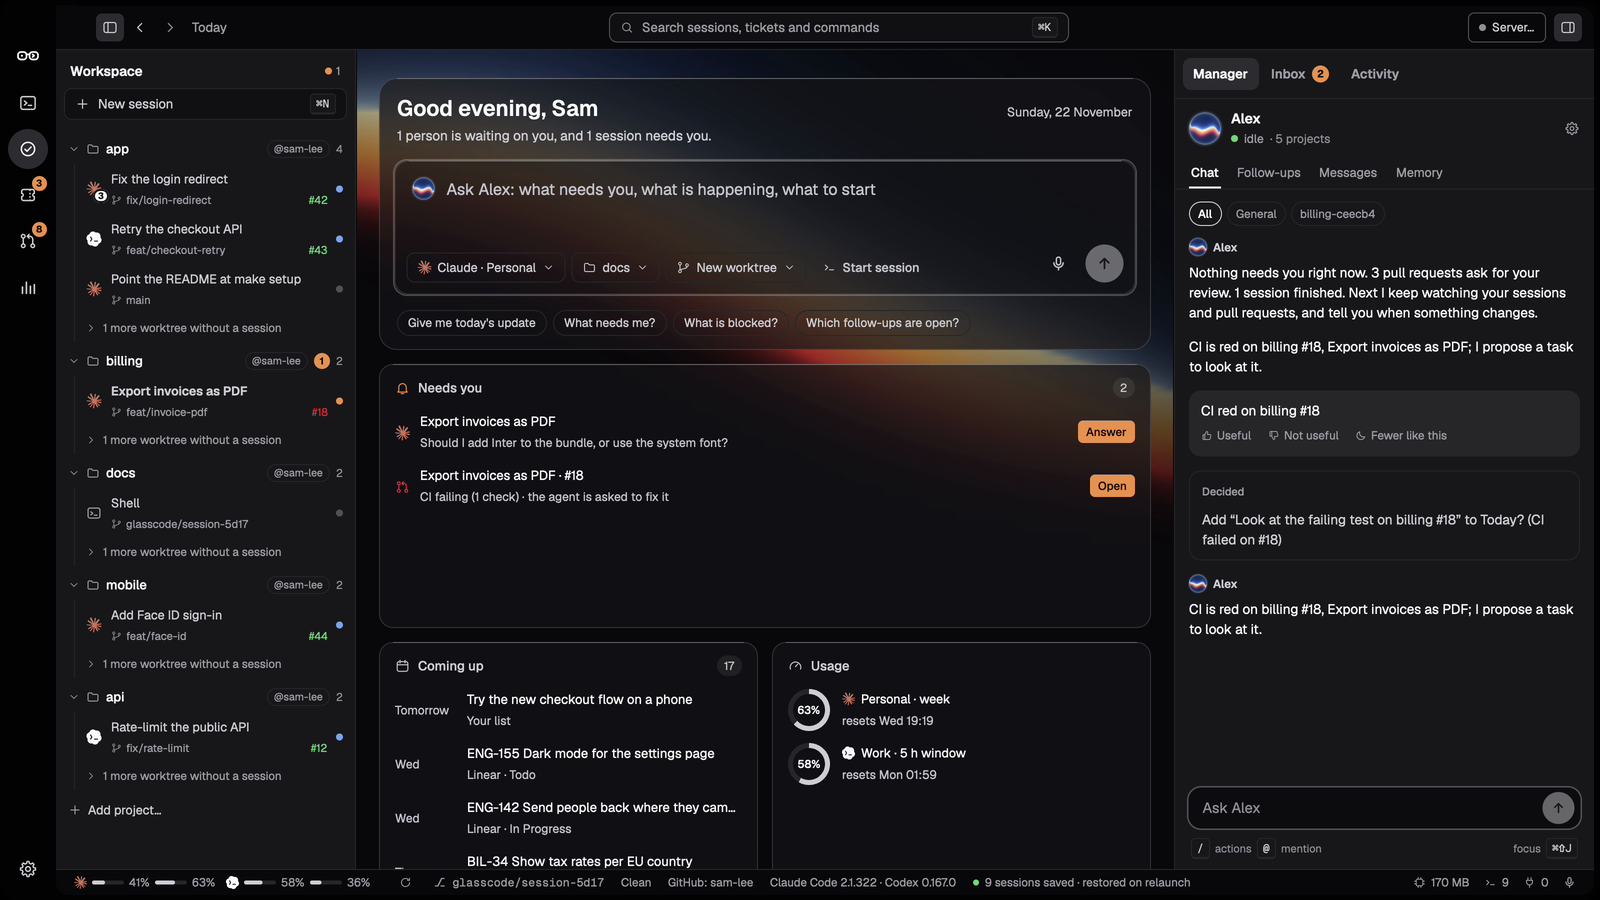 Today
Search sessions, tickets and commands
⌘K
Server...
3
8
Workspace
1
New session
⌘N
app
@sam-lee
4
Fix the login redirect
3
fix/login-redirect
#42
Retry the checkout API
feat/checkout-retry
#43
Point the README at make setup
main
1 more worktree without a session
billing
@sam-lee
1
2
Export invoices as PDF
feat/invoice-pdf
#18
1 more worktree without a session
docs
@sam-lee
2
Shell
glasscode/session-5d17
1 more worktree without a session
mobile
@sam-lee
2
Add Face ID sign-in
feat/face-id
#44
1 more worktree without a session
api
@sam-lee
2
Rate-limit the public API
fix/rate-limit
#12
1 more worktree without a session
Add project...
Good evening, Sam
Sunday, 22 November
1 person is waiting on you, and 1 session needs you.
Ask Alex: what needs you, what is happening, what to start
Claude · Personal
docs
New worktree
Start session
Give me today's update
What needs me?
What is blocked?
Which follow-ups are open?
Needs you
2
Export invoices as PDF
Should I add Inter to the bundle, or use the system font?
Answer
Export invoices as PDF · #18
CI failing (1 check) · the agent is asked to fix it
Open
Coming up
17
Tomorrow
Try the new checkout flow on a phone
Your list
Wed
ENG-155 Dark mode for the settings page
Linear · Todo
Wed
ENG-142 Send people back where they cam...
Linear · In Progress
BIL-34 Show tax rates per EU country
Usage
63%
Personal · week
resets Wed 19:19
58%
Work · 5 h window
resets Mon 01:59
Manager
Inbox
2
Activity
Alex
idle · 5 projects
Chat
Follow-ups
Messages
Memory
All
General
billing-ceecb4
Alex
Nothing needs you right now. 3 pull requests ask for your
review. 1 session finished. Next I keep watching your sessions
and pull requests, and tell you when something changes.
CI is red on billing #18, Export invoices as PDF; I propose a task
to look at it.
CI red on billing #18
Useful
Not useful
Fewer like this
Decided
Add “Look at the failing test on billing #18” to Today? (CI
failed on #18)
Alex
CI is red on billing #18, Export invoices as PDF; I propose a task
to look at it.
Ask Alex
/ actions @ mention
focus ⌘⇧J
41%
63%
58%
36%
glasscode/session-5d17
Clean
GitHub: sam-lee
Claude Code 2.1.322 · Codex 0.167.0
9 sessions saved · restored on relaunch
170 MB
9
0